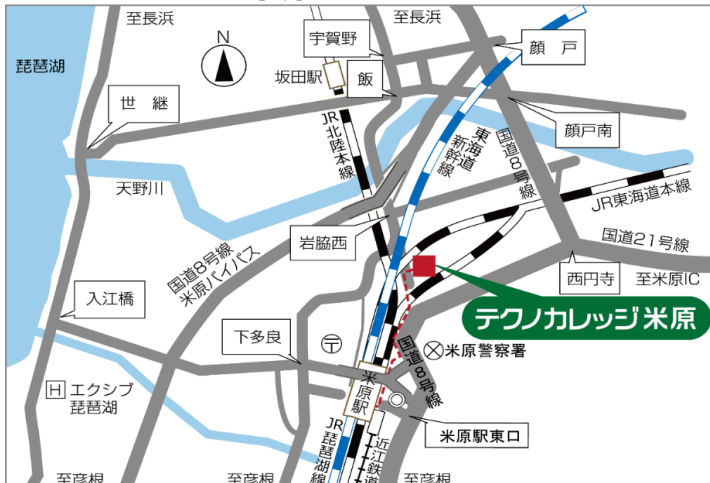 至長浜
至長浜
N
宇賀野
顔戸
琵琶湖
坂田駅
飯
世継
顔戸南
JR北陸本線
東海道
新幹線
国道8号線
天野川
JR東海道本線
岩脇西
国道21号線
国道8号線
米原バイパス
西円寺
至米原IC
入江橋
テクノカレッジ米原
下多良
〒
米原警察署
国道8号線
H エクシブ
琵琶湖
米原駅
米原駅東口
JR琵琶湖線
近江鉄道
至彦根
至彦根
至彦根